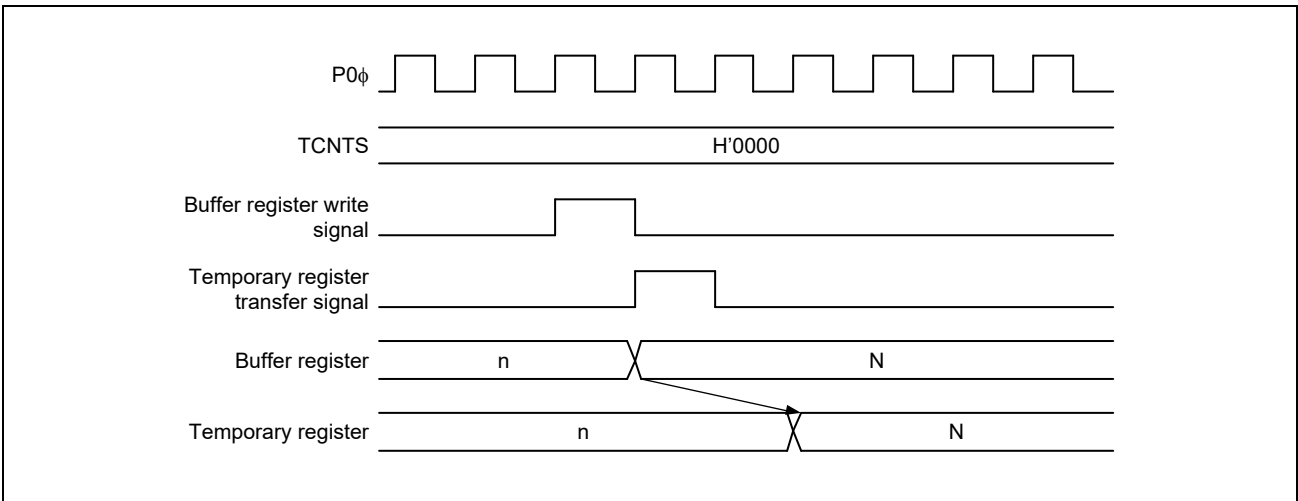 P0ϕ
TCNTS
H'0000
Buffer register write
signal
Temporary register
transfer signal
Buffer register
n
N
Temporary register
n
N